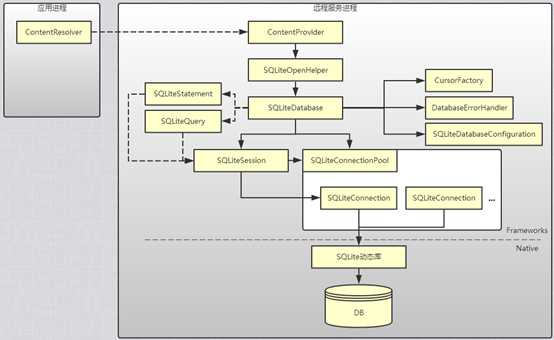 应用进程
远程服务进程
ContentResolver
ContentProvider
SQLiteOpenHelper
SQLiteStatement
CursorFactory
SQLiteDatabase
DatabaseErrorHandler
SQLiteQuery
SQLiteDatabaseConfiguration
SQLiteSession
SQLiteConnectionPool
SQLiteConnection
SQLiteConnection
...
Frameworks
Native
SQLite动态库
DB